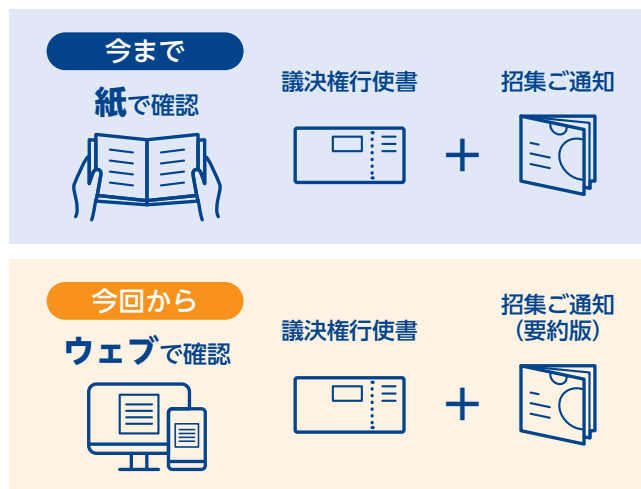 今まで
紙で確認
議決権行使書
招集ご通知
+
今回から
ウェブで確認
議決権行使書
招集ご通知
(要約版)
+